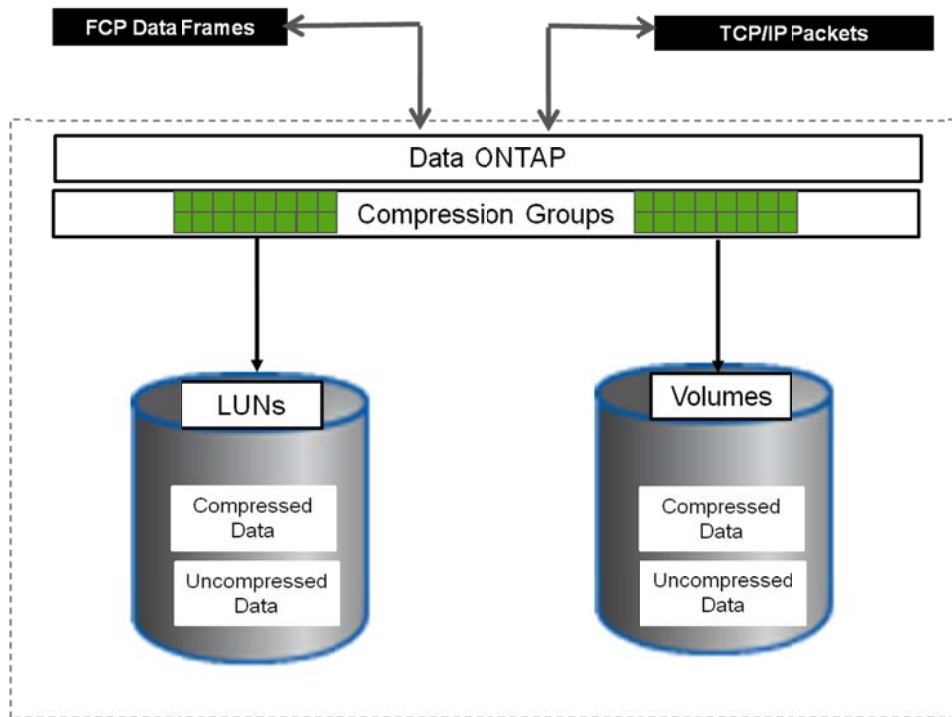 FCP Data Frames
TCP/IP Packets
Data ONTAP
Compression Groups
LUNs
Volumes
Compressed
Data
Compressed
Data
Uncompressed
Data
Uncompressed
Data